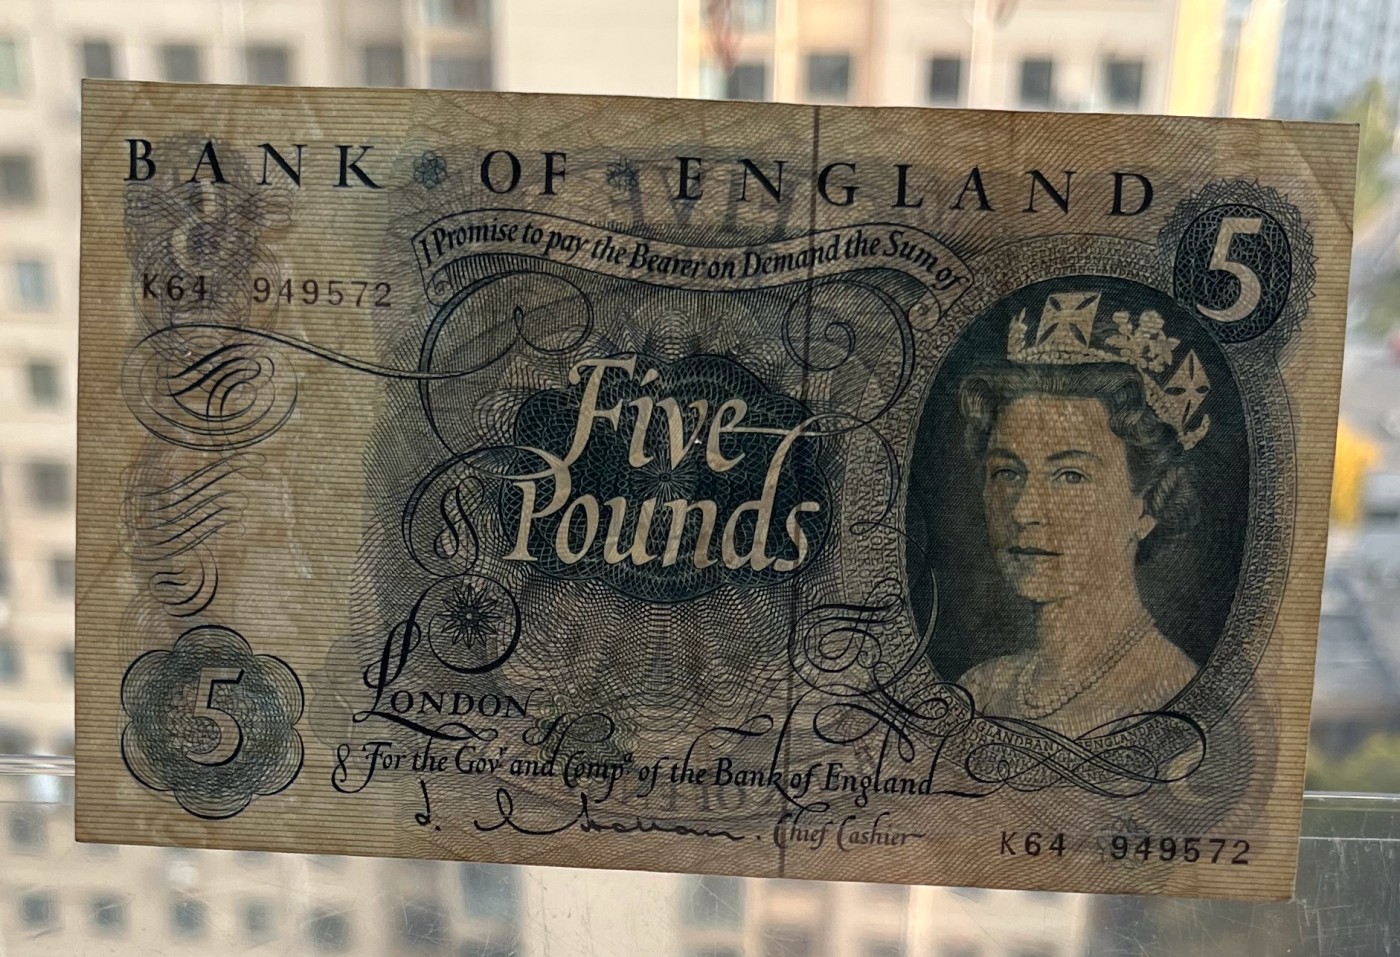 BANK OF ENGLAND
5
I Promise to pay the Bearer on Demand the Sum of
K64 949572
Five
Pounds
LONDON
5
For the Govr and Compa of the Bank of England
Chief Cashier
K64 949572